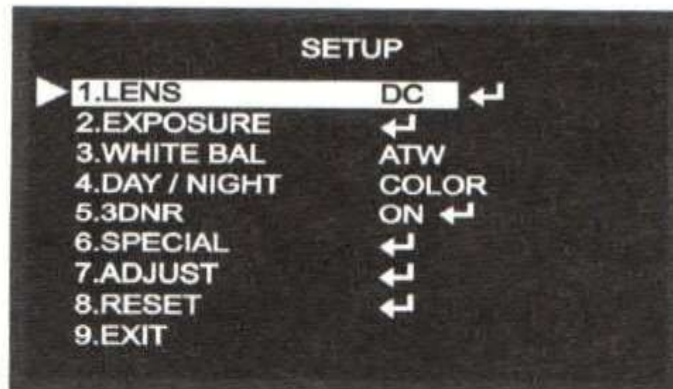 SETUP
1.LENS DC ↵
2.EXPOSURE ↵
3.WHITE BAL ATW
4.DAY / NIGHT COLOR
5.3DNR ON ↵
6.SPECIAL ↵
7.ADJUST ↵
8.RESET ↵
9.EXIT